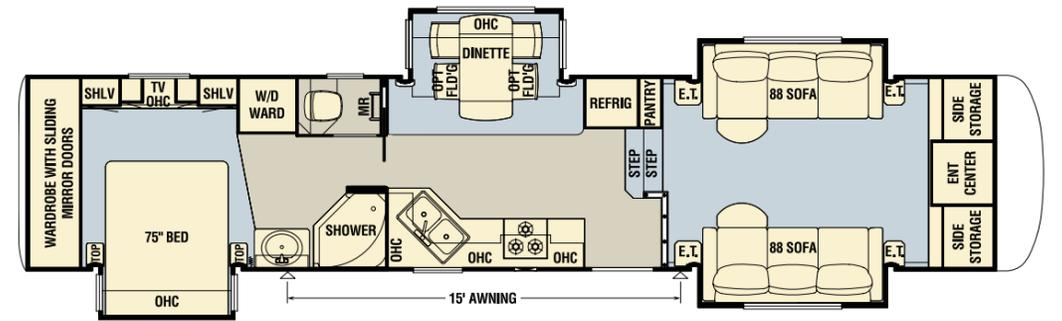 WARDROBE WITH SLIDING
MIRROR DOORS
SHLV
TV
OHC
SHLV
W/D
WARD
MR
OHC
DINETTE
OPT
FLD'G
OPT
FLD'G
REFRIG
PANTRY
STEP
STEP
E.T.
88 SOFA
E.T.
SIDE
STORAGE
ENT
CENTER
SIDE
STORAGE
TOP
75" BED
TOP
OHC
SHOWER
OHC
OHC
OHC
E.T.
88 SOFA
E.T.
15' AWNING